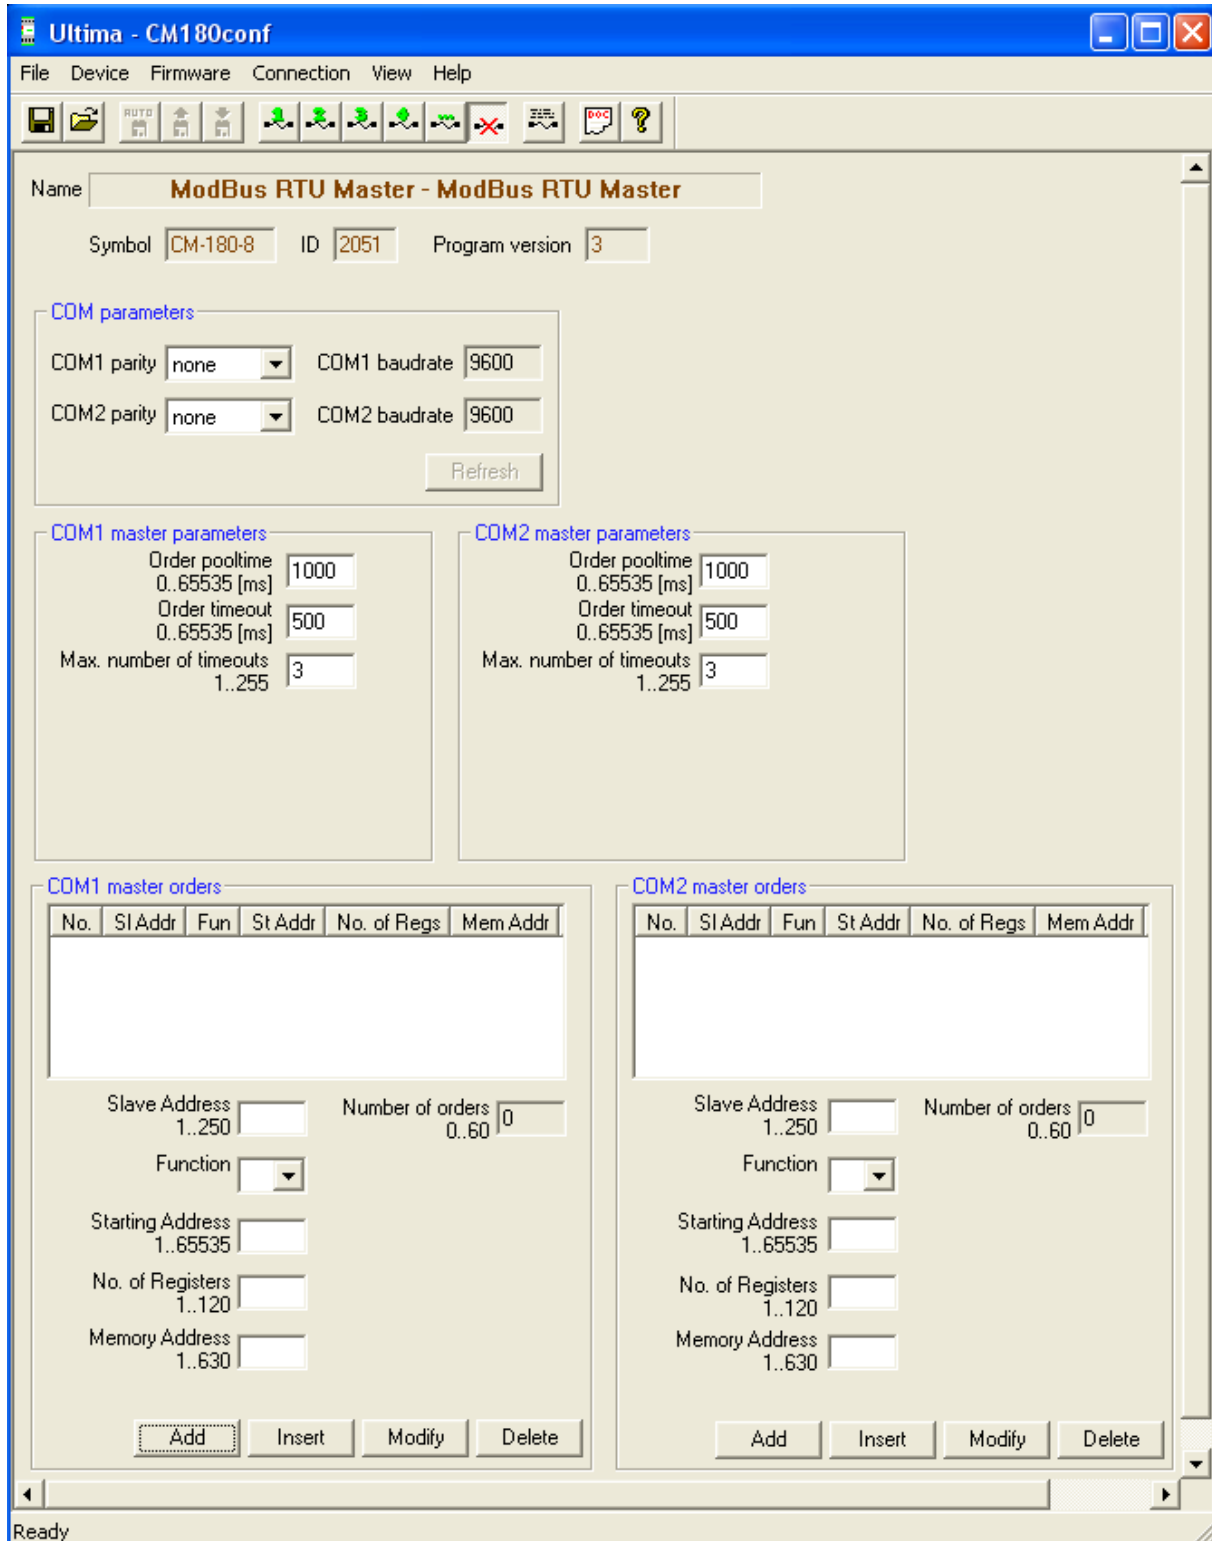 Ultima - CM180conf
File Device Firmware Connection View Help
AUTO DOC ?
Name ModBus RTU Master - ModBus RTU Master
Symbol CM-180-8 ID 2051 Program version 3
COM parameters
COM1 parity none COM1 baudrate 9600
COM2 parity none COM2 baudrate 9600
Refresh
COM1 master parameters COM2 master parameters
Order pooltime 1000 Order pooltime 1000
0..65535 [ms] 0..65535 [ms]
Order timeout 500 Order timeout 500
0..65535 [ms] 0..65535 [ms]
Max. number of timeouts 3 Max. number of timeouts 3
1..255 1..255
COM1 master orders COM2 master orders
No. Sl Addr Fun St Addr No. of Regs Mem Addr No. Sl Addr Fun St Addr No. of Regs Mem Addr
Slave Address Number of orders 0 Slave Address Number of orders 0
1..250 0..60 1..250 0..60
Function Function
Starting Address Starting Address
1..65535 1..65535
No. of Registers No. of Registers
1..120 1..120
Memory Address Memory Address
1..630 1..630
Add Insert Modify Delete Add Insert Modify Delete
Ready